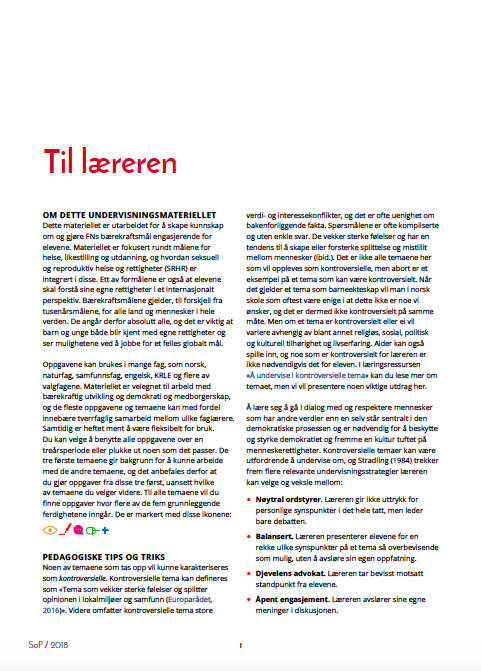 Til læreren
OM DETTE UNDERVISNINGSMATERIELLET
Dette materiellet er utarbeidet for å skape kunnskap
om og gjøre FNs bærekraftsmål engasjerende for
elevene. Materiellet er fokusert rundt målene for
helse, likestilling og utdanning, og hvordan seksuell
og reproduktiv helse og rettigheter (SRHR) er
integrert i disse. Ett av formålene er også at elevene
skal forstå sine egne rettigheter i et internasjonalt
perspektiv. Bærekraftsmålene gjelder, til forskjell fra
tusenårsmålene, for alle land og mennesker i hele
verden. De angår derfor absolutt alle, og det er viktig at
barn og unge både blir kjent med egne rettigheter og
ser mulighetene ved å jobbe for et felles globalt mål.
Oppgavene kan brukes i mange fag, som norsk,
naturfag, samfunnsfag, engelsk, KRLE og flere av
valgfagene. Materiellet er velegnet til arbeid med
bærekraftig utvikling og demokrati og medborgerskap,
og de fleste oppgavene og temaene kan med fordel
innebære tverrfaglig samarbeid mellom ulike faglærere.
Samtidig er heftet ment å være fleksibelt for bruk.
Du kan velge å benytte alle oppgavene over en
treårsperiode eller plukke ut noen som det passer. De
tre første temaene gir bakgrunn for å kunne arbeide
med de andre temaene, og det anbefales derfor at
du gjør oppgaver fra disse tre først, uansett hvilke
av temaene du velger videre. Til alle temaene vil du
finne oppgaver hvor flere av de fem grunnleggende
ferdighetene inngår. De er markert med disse ikonene:
PEDAGOGISKE TIPS OG TRIKS
Noen av temaene som tas opp vil kunne karakteriseres
som kontroversielle. Kontroversielle tema kan defineres
som «Tema som vekker sterke følelser og splitter
opinionen i lokalmiljøer og samfunn (Europarådet,
2016)». Videre omfatter kontroversielle tema store
verdi- og interessekonflikter, og det er ofte uenighet om
bakenforliggende fakta. Spørsmålene er ofte kompliserte
og uten enkle svar. De vekker sterke følelser og har en
tendens til å skape eller forsterke splittelse og mistillit
mellom mennesker (ibid.). Det er ikke alle temaene her
som vil oppleves som kontroversielle, men abort er et
eksempel på et tema som kan være kontroversielt. Når
det gjelder et tema som barneekteskap vil man i norsk
skole som oftest være enige i at dette ikke er noe vi
ønsker, og det er dermed ikke kontroversielt på samme
måte. Men om et tema er kontroversielt eller ei vil
variere avhengig av blant annet religiøs, sosial, politisk
og kulturell tilhørighet og livserfaring. Alder kan også
spille inn, og noe som er kontroversielt for læreren er
ikke nødvendigvis det for eleven. I læringsressursen
«Å undervise i kontroversielle tema» kan du lese mer om
temaet, men vi vil presentere noen viktige utdrag her.
Å lære seg å gå i dialog med og respektere mennesker
som har andre verdier enn en selv står sentralt i den
demokratiske prosessen og er nødvendig for å beskytte
og styrke demokratiet og fremme en kultur tuftet på
menneskerettigheter. Kontroversielle temaer kan være
utfordrende å undervise om, og Stradling (1984) trekker
frem flere relevante undervisningsstrategier læreren
kan velge og veksle mellom:
• Nøytral ordstyrer. Læreren gir ikke uttrykk for
personlige synspunkter i det hele tatt, men leder
bare debatten.
• Balansert. Læreren presenterer elevene for en
rekke ulike synspunkter på et tema så overbevisende
som mulig, uten å avsløre sin egen oppfatning.
• Djevelens advokat. Læreren tar bevisst motsatt
standpunkt fra elevene.
• Åpent engasjement. Læreren avslører sine egne
meninger i diskusjonen.
SoP / 2018
1